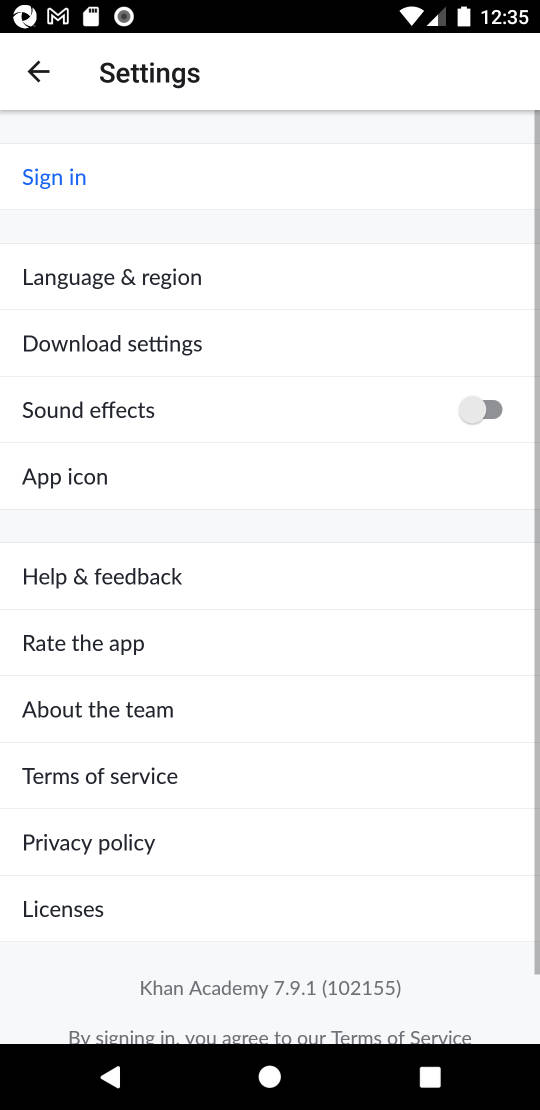 12:35
Settings
Sign in
Language & region
Download settings
Sound effects
App icon
Help & feedback
Rate the app
About the team
Terms of service
Privacy policy
Licenses
Khan Academy 7.9.1 (102155)
By signing in, you agree to our Terms of Service